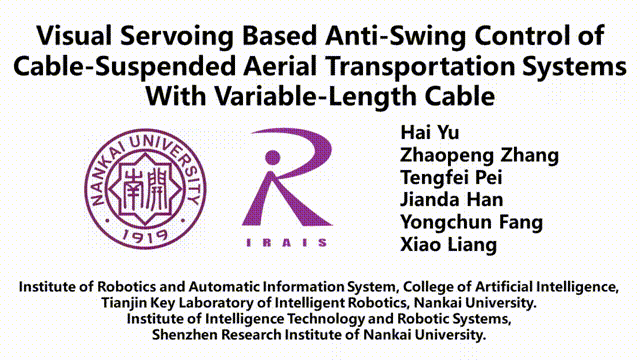 Visual Servoing Based Anti-Swing Control of
Cable-Suspended Aerial Transportation Systems
With Variable-Length Cable
NANKAI UNIVERSITY
南開
1919
IRAIS
Hai Yu
Zhaopeng Zhang
Tengfei Pei
Jianda Han
Yongchun Fang
Xiao Liang
Institute of Robotics and Automatic Information System, College of Artificial Intelligence,
Tianjin Key Laboratory of Intelligent Robotics, Nankai University.
Institute of Intelligence Technology and Robotic Systems,
Shenzhen Research Institute of Nankai University.